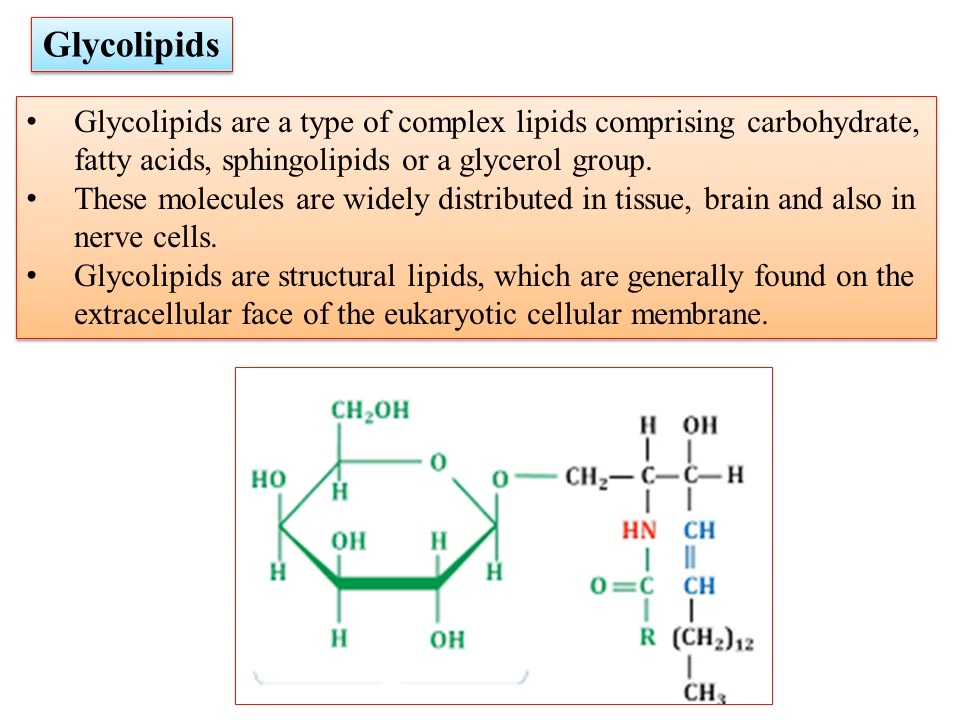 Glycolipids
• Glycolipids are a type of complex lipids comprising carbohydrate,
fatty acids, sphingolipids or a glycerol group.
• These molecules are widely distributed in tissue, brain and also in
nerve cells.
• Glycolipids are structural lipids, which are generally found on the
extracellular face of the eukaryotic cellular membrane.
CH₂OH
H OH
HO O O CH₂—C—C—H
H
OH H HN CH
H H O=C CH
H OH R (CH₂)₁₂
CH₃